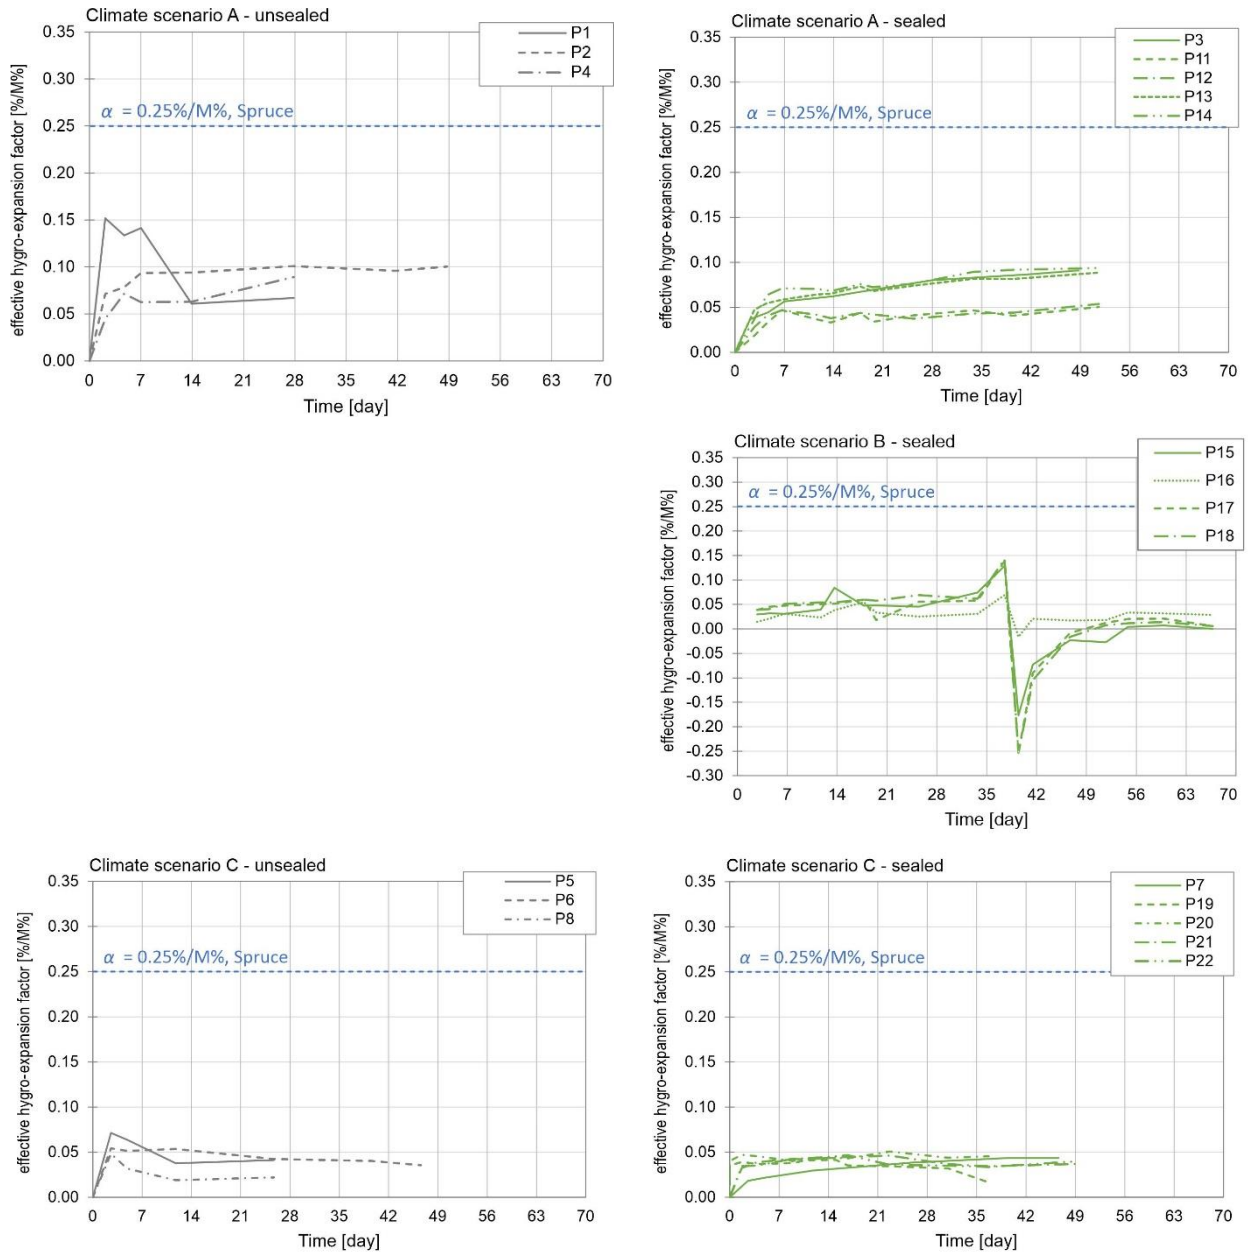 Climate scenario A - unsealed
P1
P2
P4
α = 0.25%/M%, Spruce
effective hygro-expansion factor [%/M%]
0.35
0.30
0.25
0.20
0.15
0.10
0.05
0.00
0 7 14 21 28 35 42 49 56 63 70
Time [day]
Climate scenario A - sealed
P3
P11
P12
P13
P14
α = 0.25%/M%, Spruce
effective hygro-expansion factor [%/M%]
0.35
0.30
0.25
0.20
0.15
0.10
0.05
0.00
0 7 14 21 28 35 42 49 56 63 70
Time [day]
Climate scenario B - sealed
P15
P16
P17
P18
α = 0.25%/M%, Spruce
effective hygro-expansion factor [%/M%]
0.35
0.30
0.25
0.20
0.15
0.10
0.05
0.00
-0.05
-0.10
-0.15
-0.20
-0.25
-0.30
0 7 14 21 28 35 42 49 56 63 70
Time [day]
Climate scenario C - unsealed
P5
P6
P8
α = 0.25%/M%, Spruce
effective hygro-expansion factor [%/M%]
0.35
0.30
0.25
0.20
0.15
0.10
0.05
0.00
0 7 14 21 28 35 42 49 56 63 70
Time [day]
Climate scenario C - sealed
P7
P19
P20
P21
P22
α = 0.25%/M%, Spruce
effective hygro-expansion factor [%/M%]
0.35
0.30
0.25
0.20
0.15
0.10
0.05
0.00
0 7 14 21 28 35 42 49 56 63 70
Time [day]